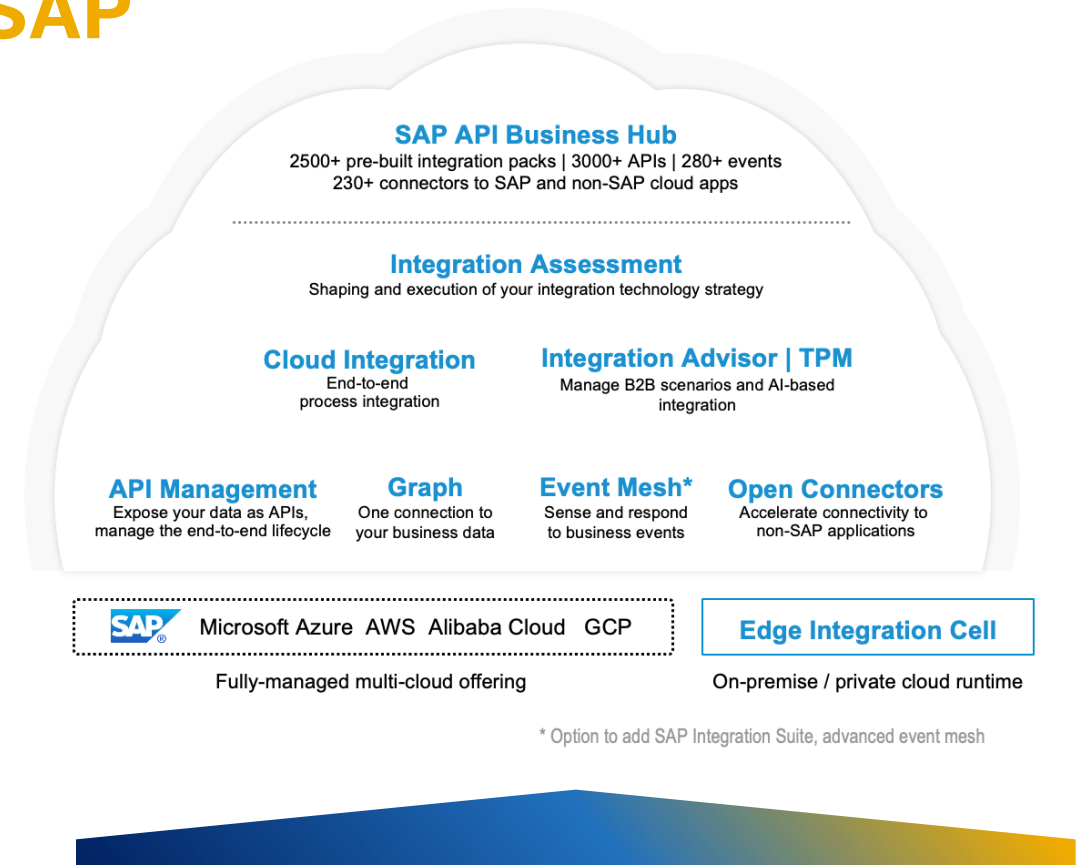 SAP
SAP API Business Hub
2500+ pre-built integration packs | 3000+ APIs | 280+ events
230+ connectors to SAP and non-SAP cloud apps
Integration Assessment
Shaping and execution of your integration technology strategy
Cloud Integration
End-to-end
process integration
Integration Advisor | TPM
Manage B2B scenarios and AI-based
integration
API Management
Expose your data as APIs,
manage the end-to-end lifecycle
Graph
One connection to
your business data
Event Mesh*
Sense and respond
to business events
Open Connectors
Accelerate connectivity to
non-SAP applications
SAP® Microsoft Azure AWS Alibaba Cloud GCP
Fully-managed multi-cloud offering
Edge Integration Cell
On-premise / private cloud runtime
* Option to add SAP Integration Suite, advanced event mesh